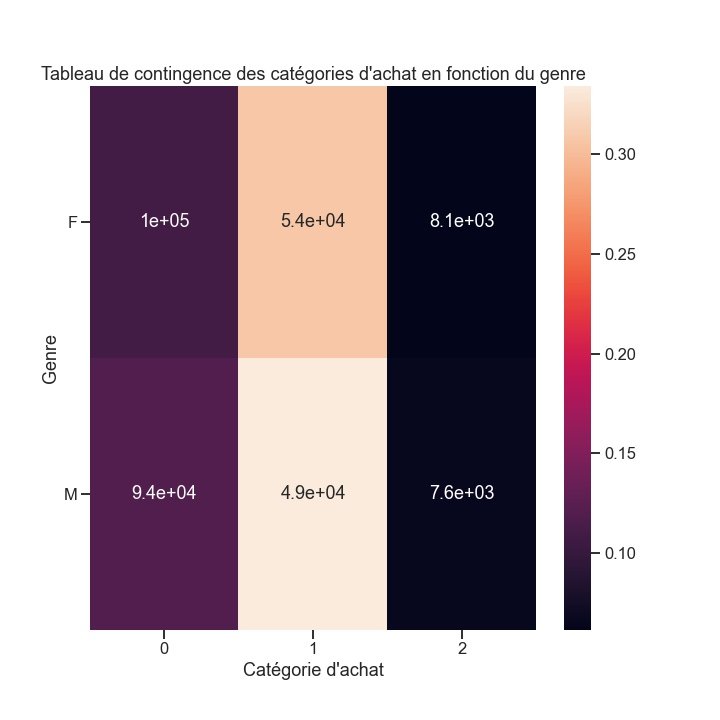 Tableau de contingence des catégories d'achat en fonction du genre
F
1e+05
5.4e+04
8.1e+03
M
9.4e+04
4.9e+04
7.6e+03
Genre
0
1
2
Catégorie d'achat
0.30
0.25
0.20
0.15
0.10